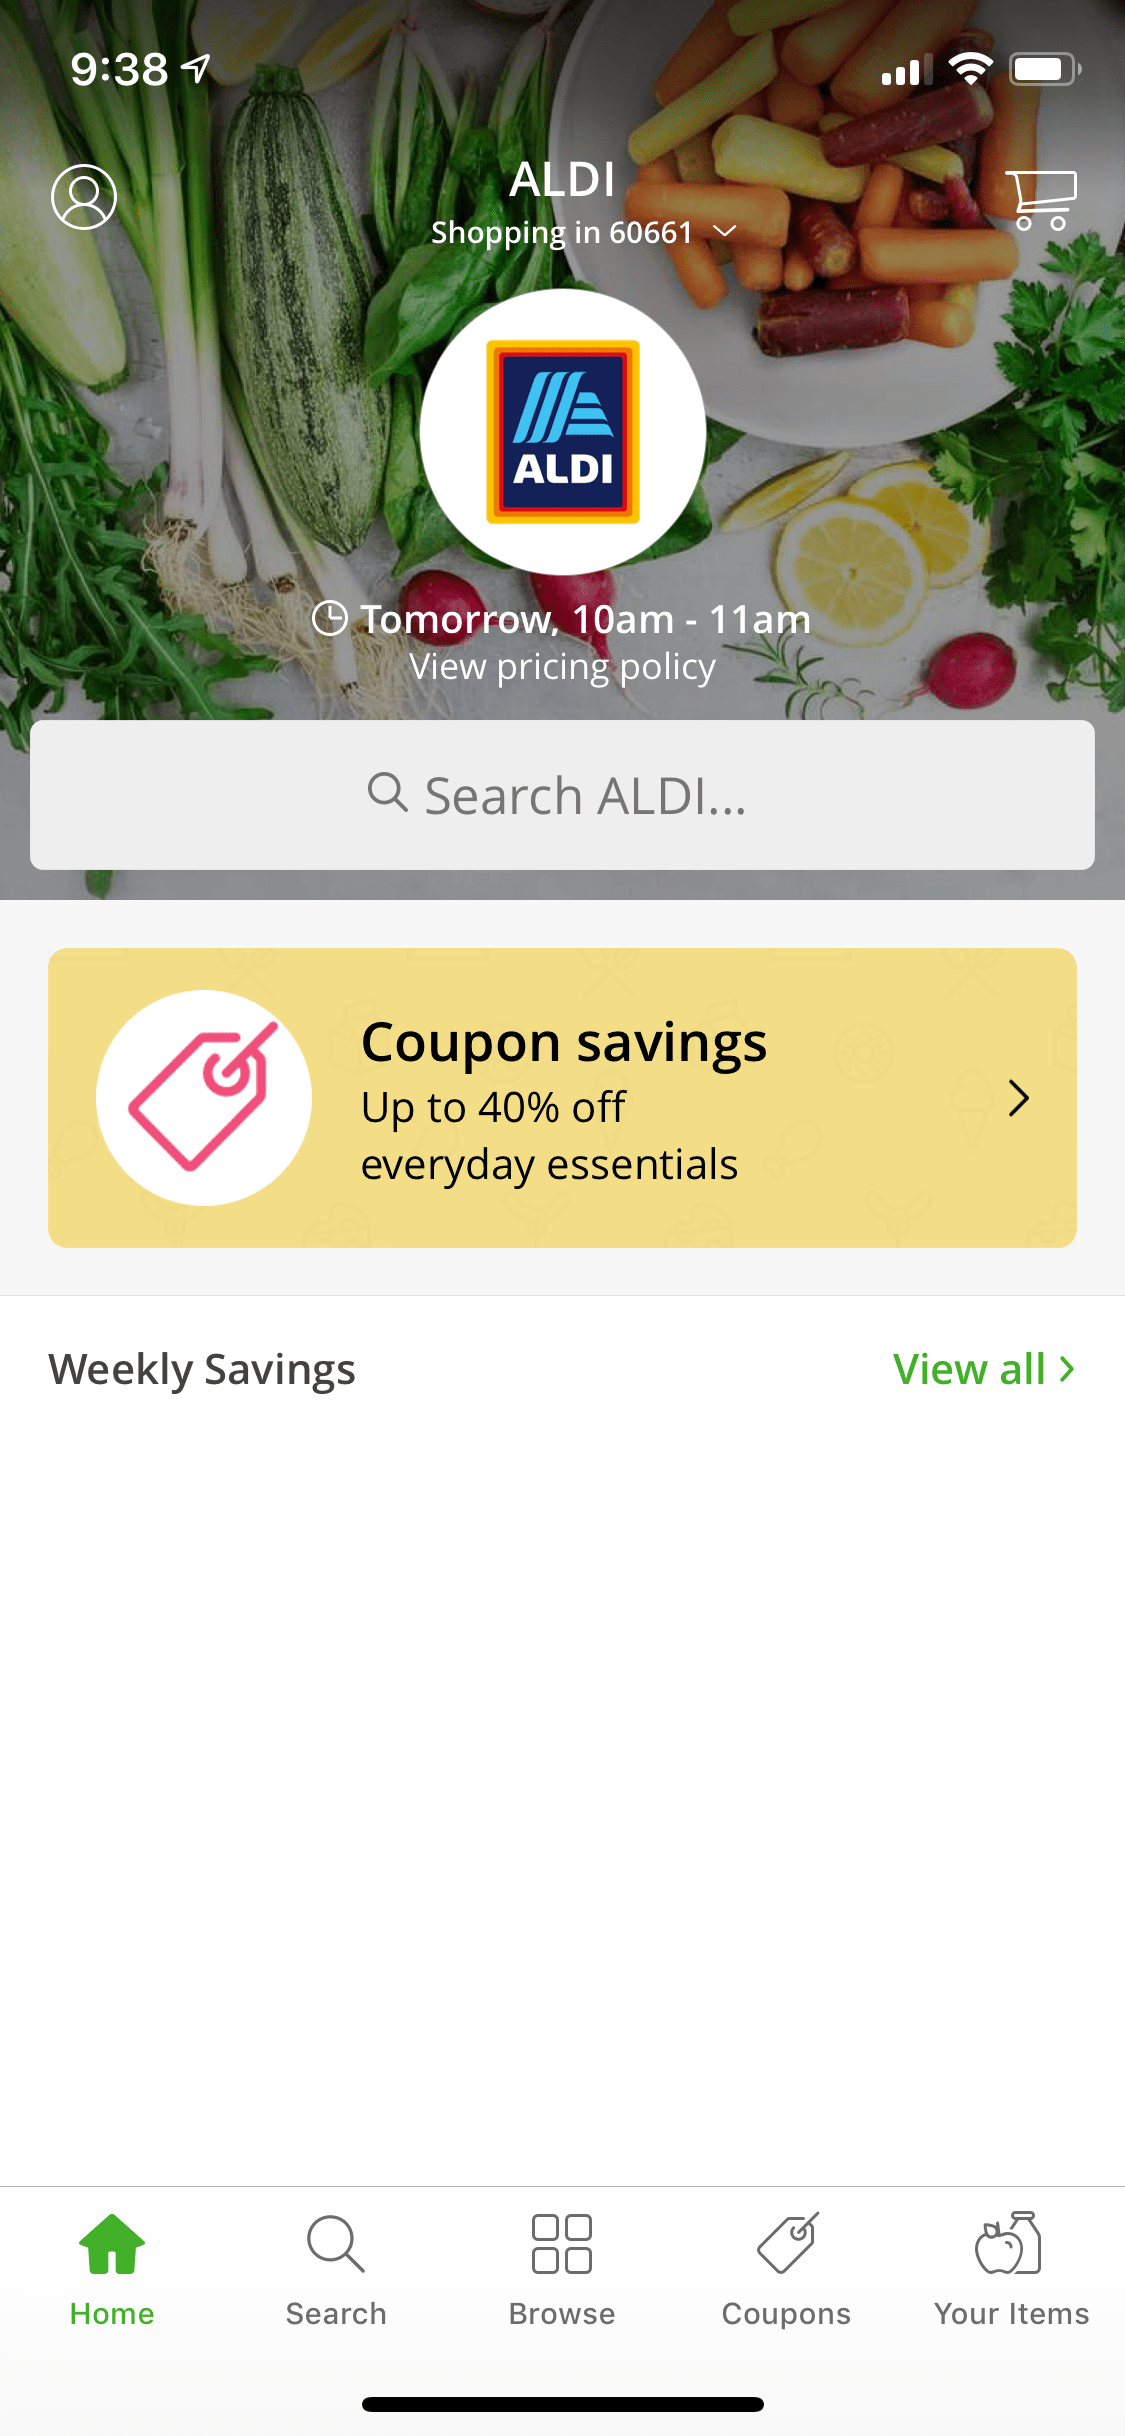 9:38
ALDI
Shopping in 60661
ALDI
Tomorrow, 10am - 11am
View pricing policy
Search ALDI...
Coupon savings
Up to 40% off
everyday essentials
Weekly Savings
View all
Home
Search
Browse
Coupons
Your Items